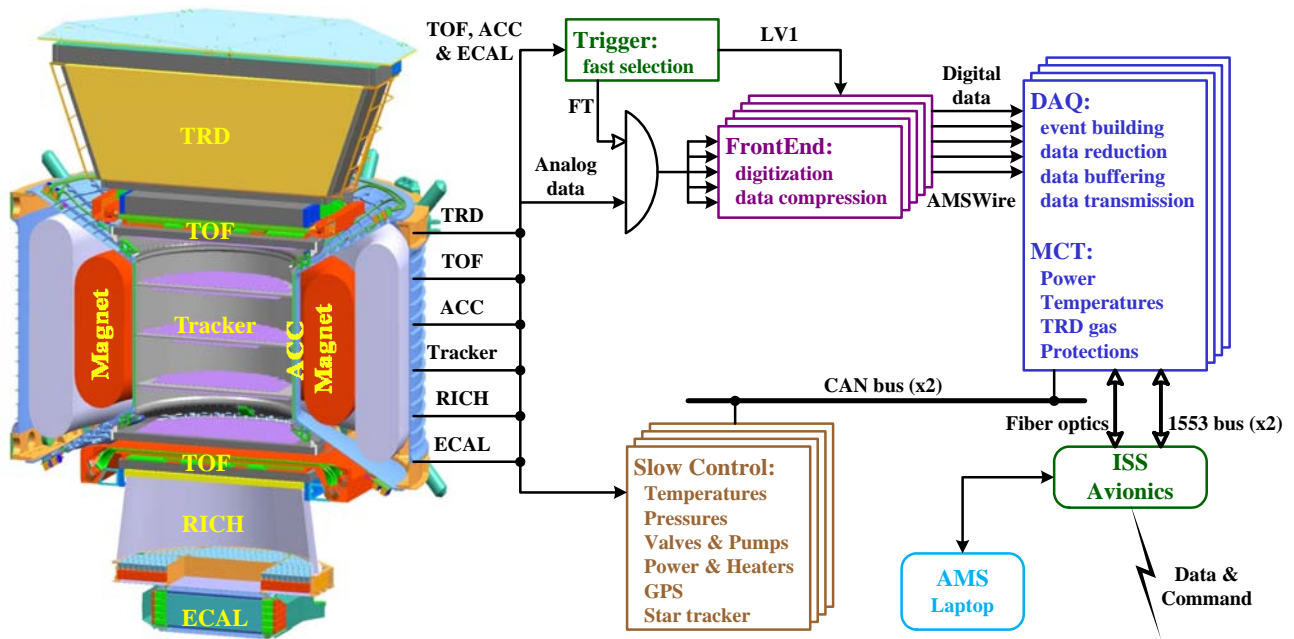 TRD
TOF
Magnet
Tracker
ACC
Magnet
TOF
RICH
ECAL
TRD
TOF
ACC
Tracker
RICH
ECAL
TOF, ACC
& ECAL
Trigger:
fast selection
LV1
FT
Analog
data
FrontEnd:
digitization
data compression
Digital
data
AMSWire
DAQ:
event building
data reduction
data buffering
data transmission
MCT:
Power
Temperatures
TRD gas
Protections
CAN bus (x2)
Fiber optics
1553 bus (x2)
Slow Control:
Temperatures
Pressures
Valves & Pumps
Power & Heaters
GPS
Star tracker
ISS
Avionics
AMS
Laptop
Data &
Command